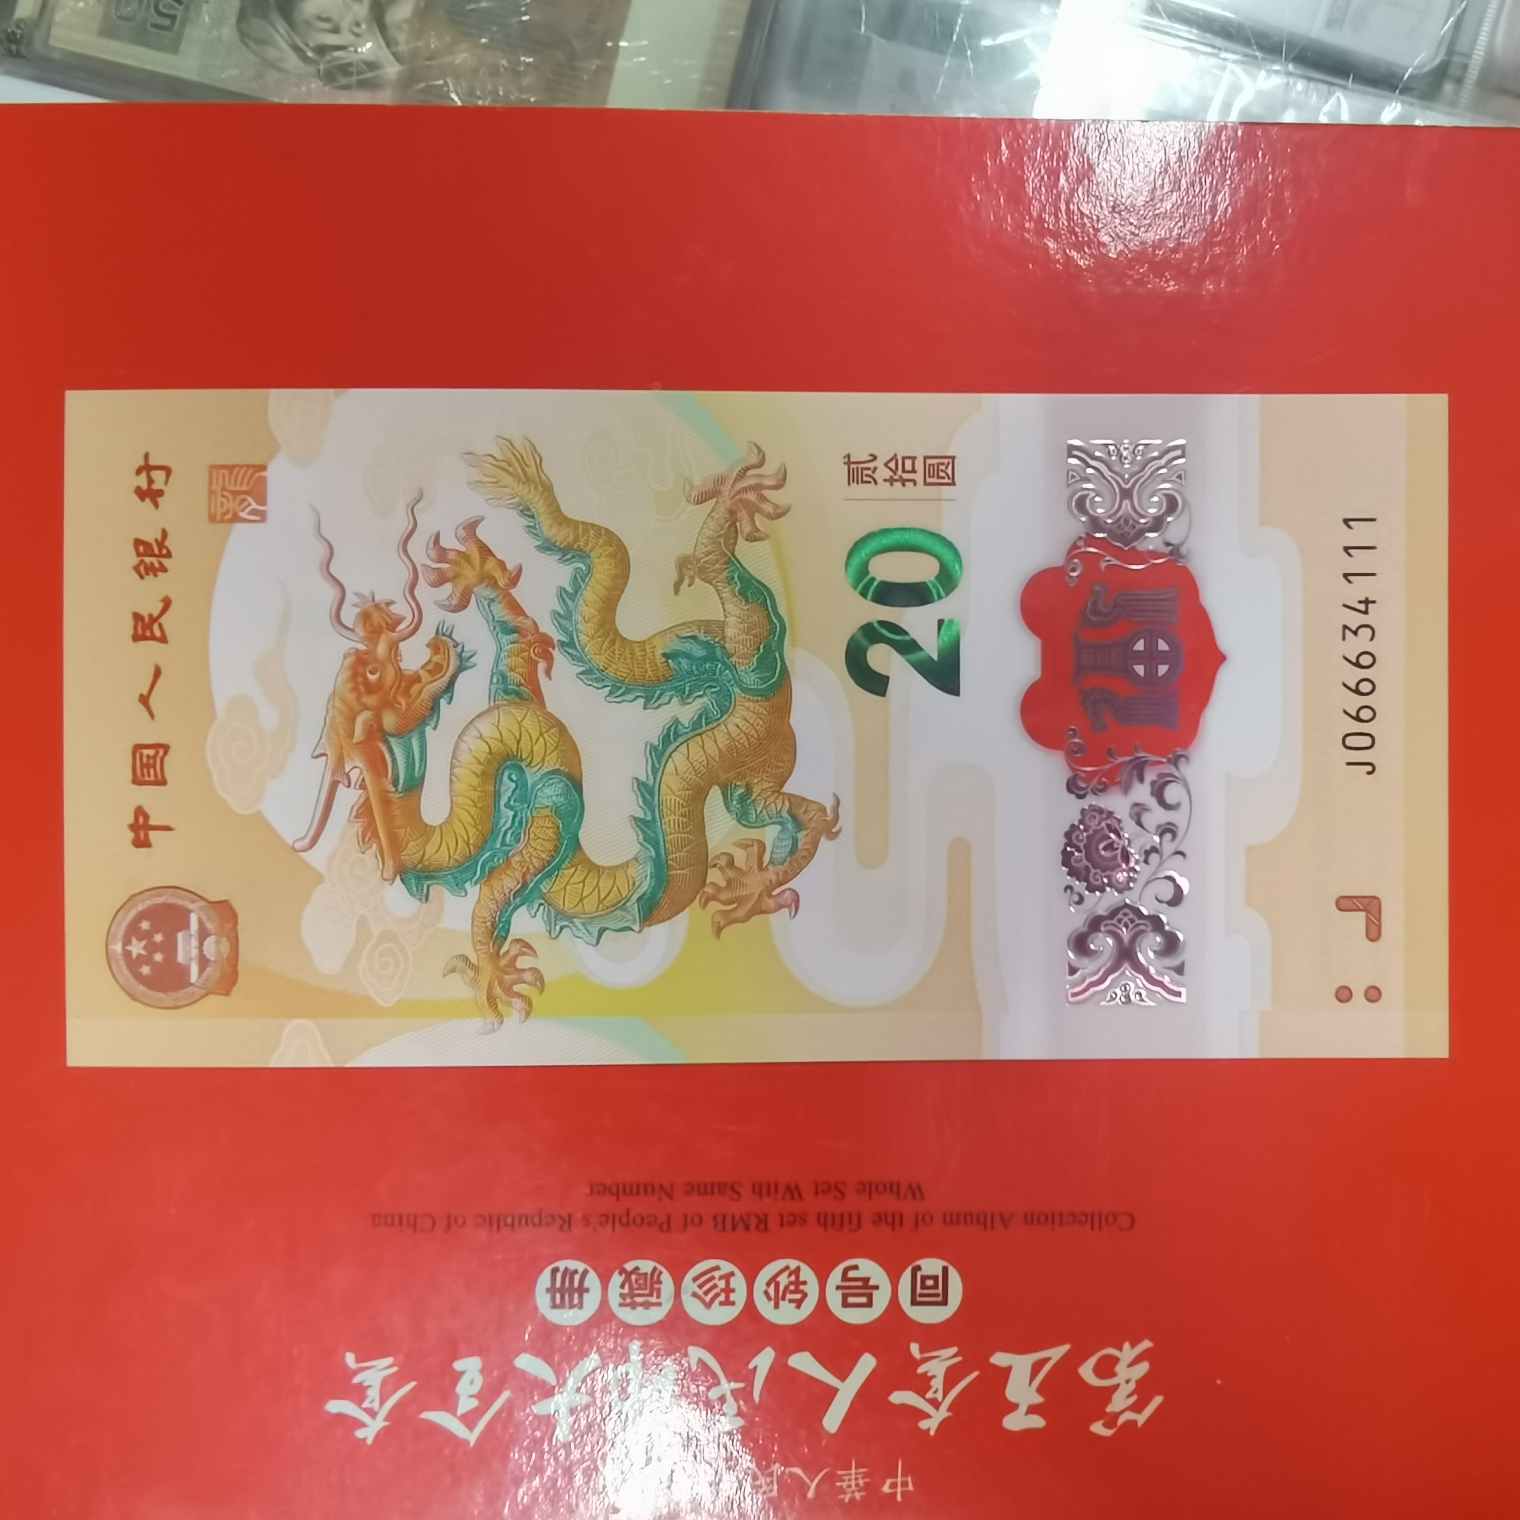 中国人民银行
贰拾圆
20
J066634111
中華人民
第五套人民币大全套
同号钞珍藏册
Collection Album of the fifth set RMB of People's Republic of China
Whole Set With Same Number
50